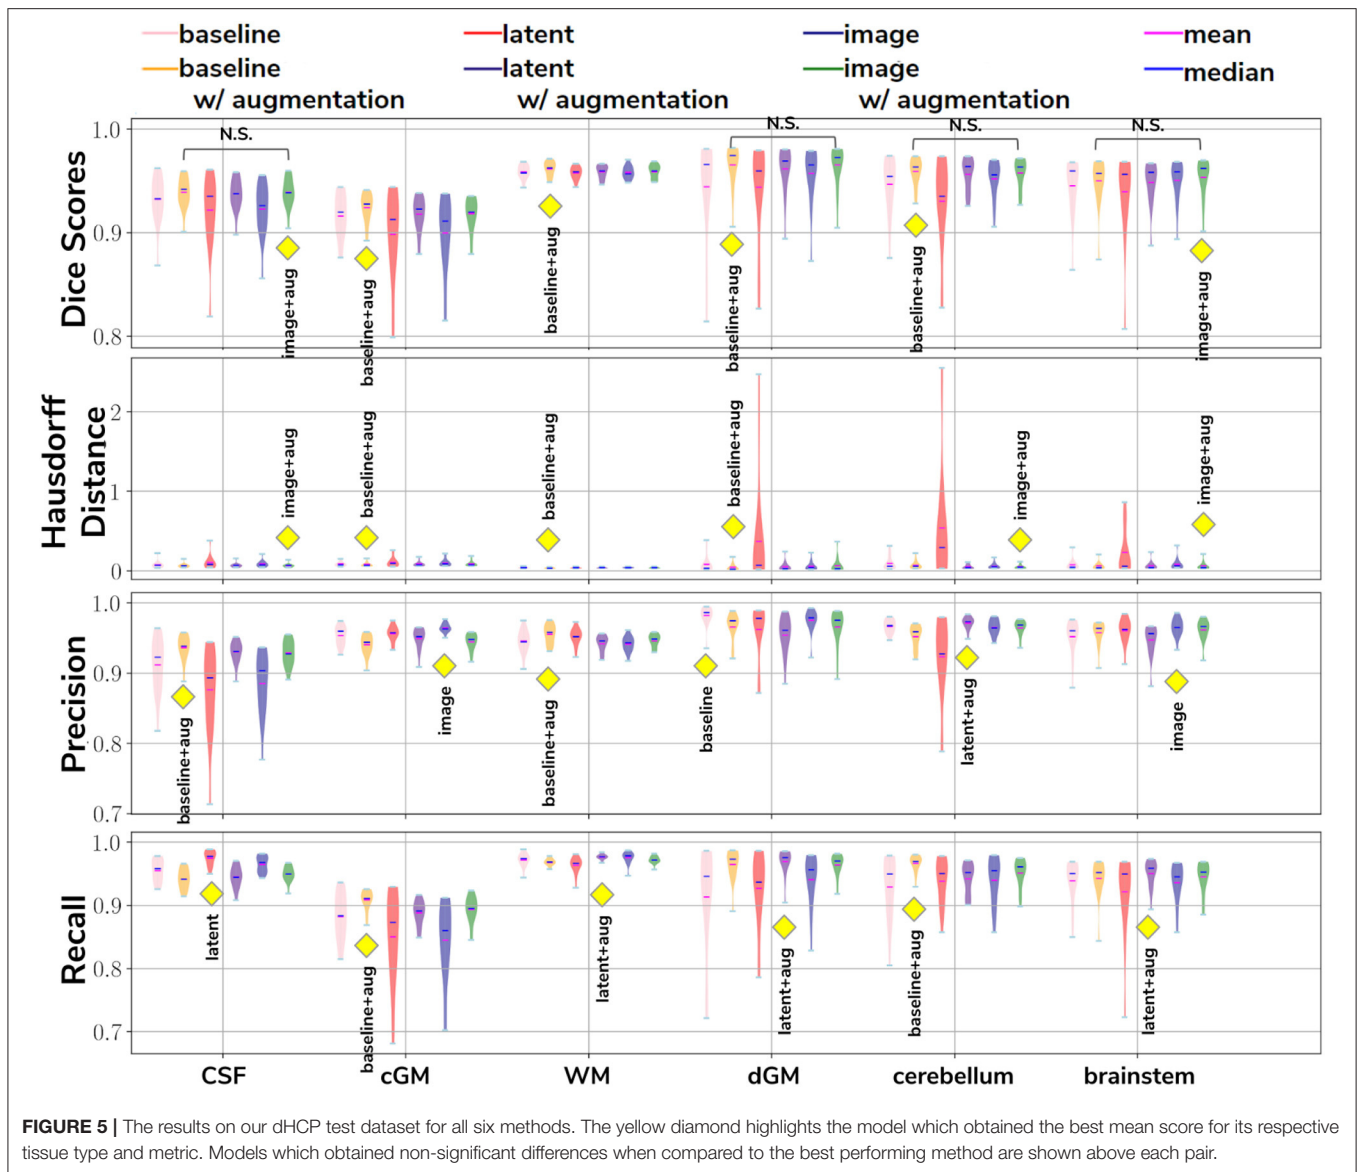 baseline latent image mean
baseline latent image median
w/ augmentation w/ augmentation w/ augmentation
Dice Scores
1.0
0.9
0.8
N.S.
N.S.
N.S.
N.S.
image+aug
baseline+aug
baseline+aug
baseline+aug
baseline+aug
image+aug
Hausdorff
Distance
2
1
0
image+aug
baseline+aug
baseline+aug
baseline+aug
image+aug
image+aug
Precision
1.0
0.9
0.8
0.7
baseline+aug
image
baseline+aug
baseline
latent+aug
image
Recall
1.0
0.9
0.8
0.7
latent
baseline+aug
latent+aug
latent+aug
baseline+aug
latent+aug
CSF cGM WM dGM cerebellum brainstem
FIGURE 5 | The results on our dHCP test dataset for all six methods. The yellow diamond highlights the model which obtained the best mean score for its respective
tissue type and metric. Models which obtained non-significant differences when compared to the best performing method are shown above each pair.